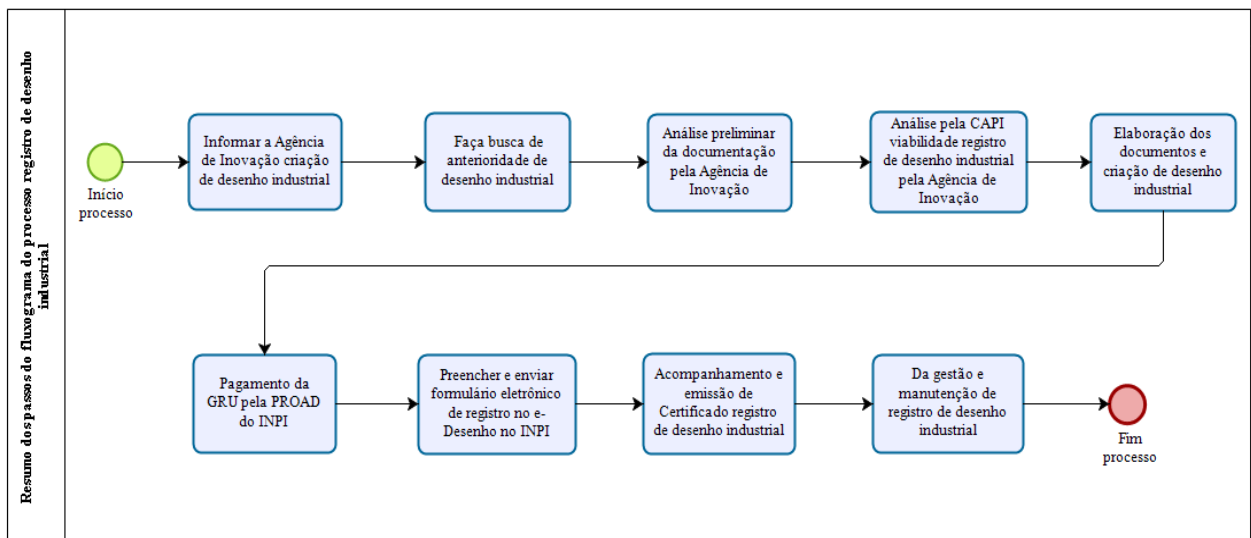 Resumo dos passos do fluxograma do processo registro de desenho
industrial
Início
processo
Informar a Agência
de Inovação criação
de desenho industrial
Faça busca de
anterioridade de
desenho industrial
Análise preliminar
da documentação
pela Agência de
Inovação
Análise pela CAPI
viabilidade registro
de desenho industrial
pela Agência de
Inovação
Elaboração dos
documentos e
criação de desenho
industrial
Pagamento da
GRU pela PROAD
do INPI
Preencher e enviar
formulário eletrônico
de registro no e-
Desenho no INPI
Acompanhamento e
emissão de
Certificado registro
de desenho industrial
Da gestão e
manutenção de
registro de desenho
industrial
Fim
processo